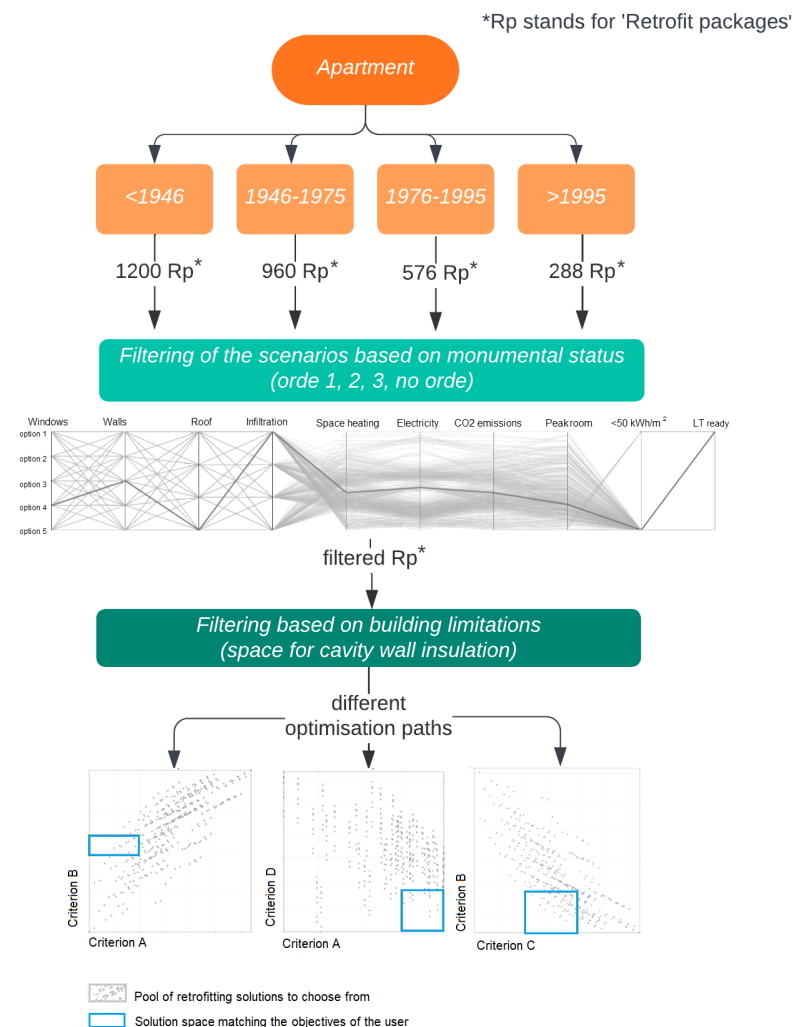 *Rp stands for 'Retrofit packages'
Apartment
<1946
1946-1975
1976-1995
>1995
1200 Rp*
960 Rp*
576 Rp*
288 Rp*
Filtering of the scenarios based on monumental status
(orde 1, 2, 3, no orde)
Windows
Walls
Roof
Infiltration
Space heating
Electricity
CO2 emissions
Peakroom
<50 kWh/m²
LT ready
option 1
option 2
option 3
option 4
option 5
filtered Rp*
Filtering based on building limitations
(space for cavity wall insulation)
different
optimisation paths
Criterion B
Criterion A
Criterion D
Criterion A
Criterion B
Criterion C
Pool of retrofitting solutions to choose from
Solution space matching the objectives of the user